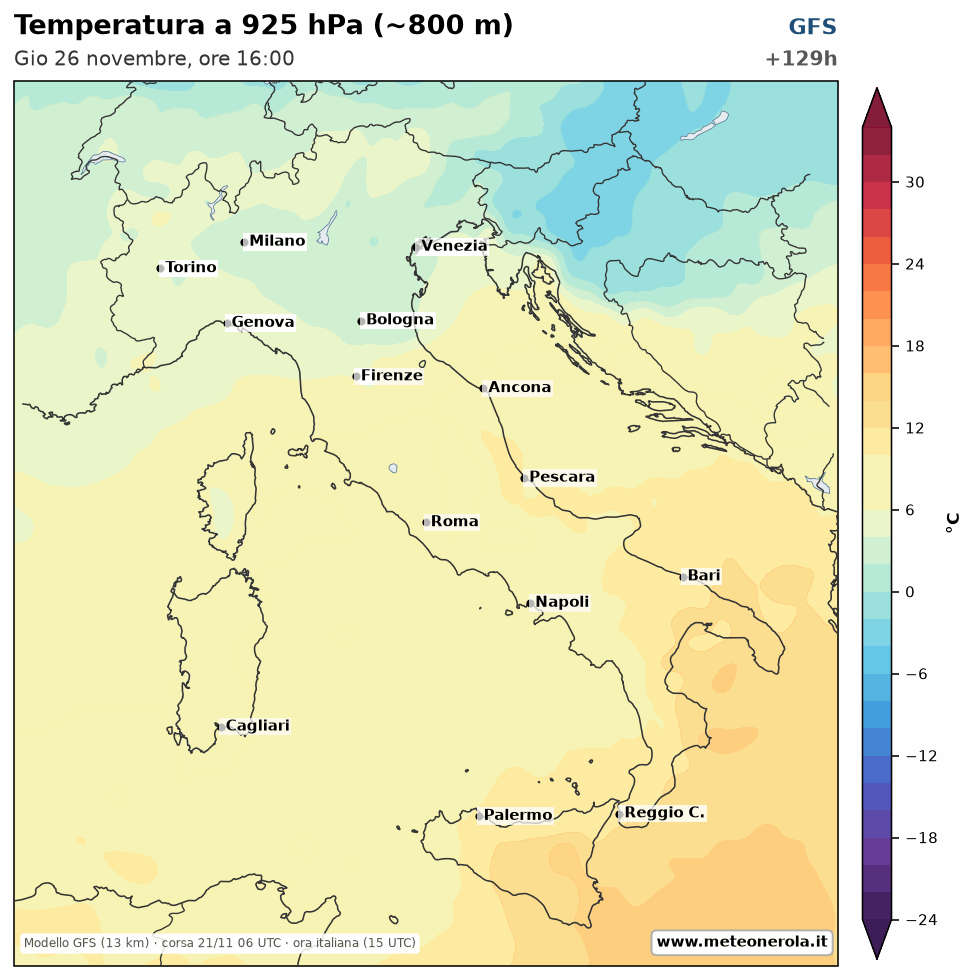 Temperatura a 925 hPa (~800 m)
GFS
Gio 26 novembre, ore 16:00
+129h
Milano
Venezia
Torino
Genova
Bologna
Firenze
Ancona
Pescara
Roma
Bari
Napoli
Cagliari
Palermo
Reggio C.
30
24
18
12
6
0
−6
−12
−18
−24
°C
Modello GFS (13 km) · corsa 21/11 06 UTC · ora italiana (15 UTC)
www.meteonerola.it